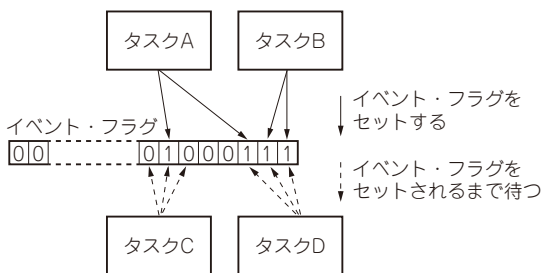 タスクA
タスクB
イベント・フラグを
セットする
イベント・フラグ
00
01000111
イベント・フラグを
セットされるまで待つ
タスクC
タスクD